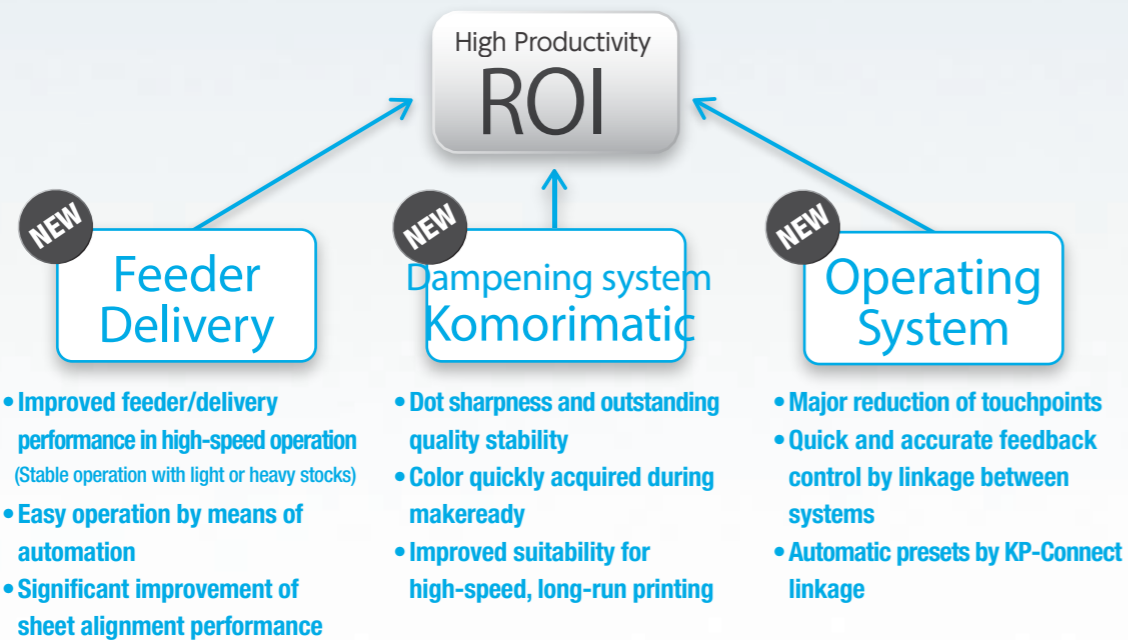 High Productivity
ROI
NEW
Feeder
Delivery
• Improved feeder/delivery
performance in high-speed operation
(Stable operation with light or heavy stocks)
• Easy operation by means of
automation
• Significant improvement of
sheet alignment performance
NEW
Dampening system
Komorimatic
• Dot sharpness and outstanding
quality stability
• Color quickly acquired during
makeready
• Improved suitability for
high-speed, long-run printing
NEW
Operating
System
• Major reduction of touchpoints
• Quick and accurate feedback
control by linkage between
systems
• Automatic presets by KP-Connect
linkage